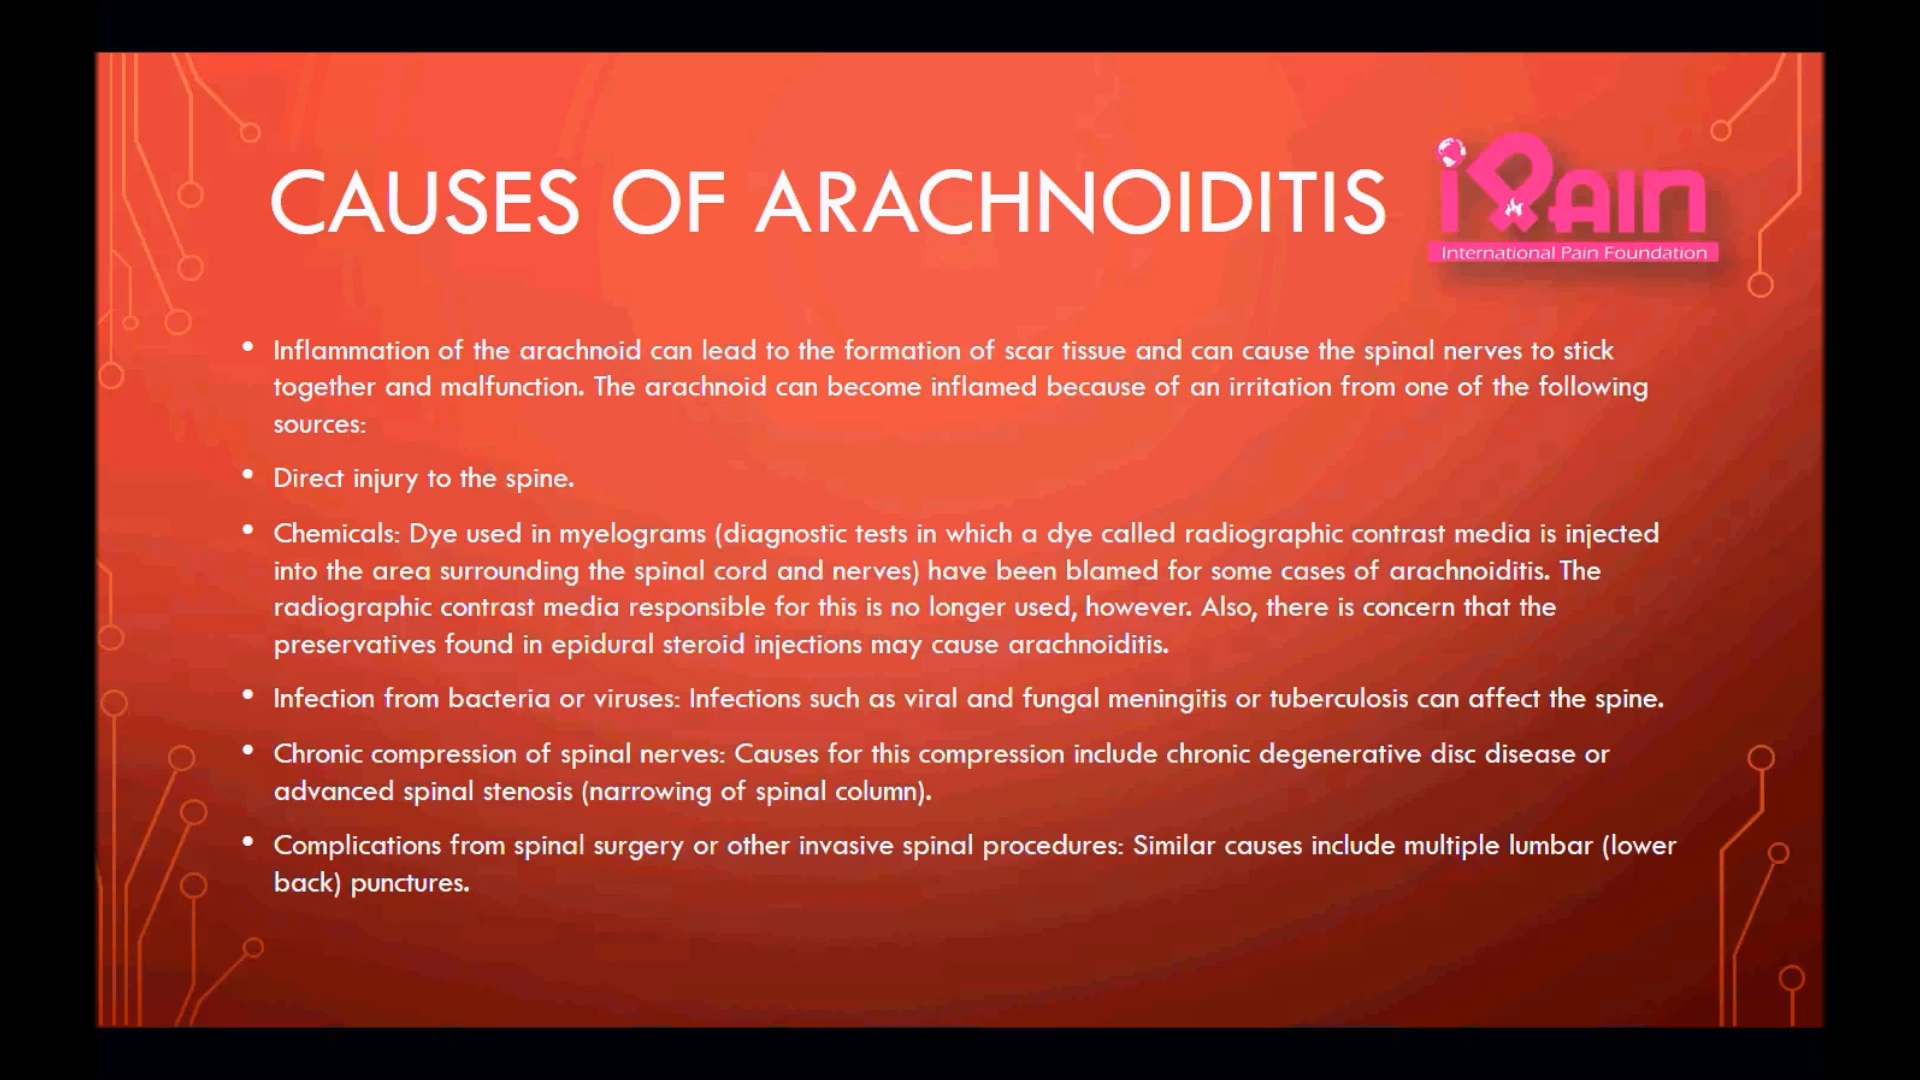 CAUSES OF ARACHNOIDITIS
iPAIN
International Pain Foundation
• Inflammation of the arachnoid can lead to the formation of scar tissue and can cause the spinal nerves to stick
together and malfunction. The arachnoid can become inflamed because of an irritation from one of the following
sources:
• Direct injury to the spine.
• Chemicals: Dye used in myelograms (diagnostic tests in which a dye called radiographic contrast media is injected
into the area surrounding the spinal cord and nerves) have been blamed for some cases of arachnoiditis. The
radiographic contrast media responsible for this is no longer used, however. Also, there is concern that the
preservatives found in epidural steroid injections may cause arachnoiditis.
• Infection from bacteria or viruses: Infections such as viral and fungal meningitis or tuberculosis can affect the spine.
• Chronic compression of spinal nerves: Causes for this compression include chronic degenerative disc disease or
advanced spinal stenosis (narrowing of spinal column).
• Complications from spinal surgery or other invasive spinal procedures: Similar causes include multiple lumbar (lower
back) punctures.